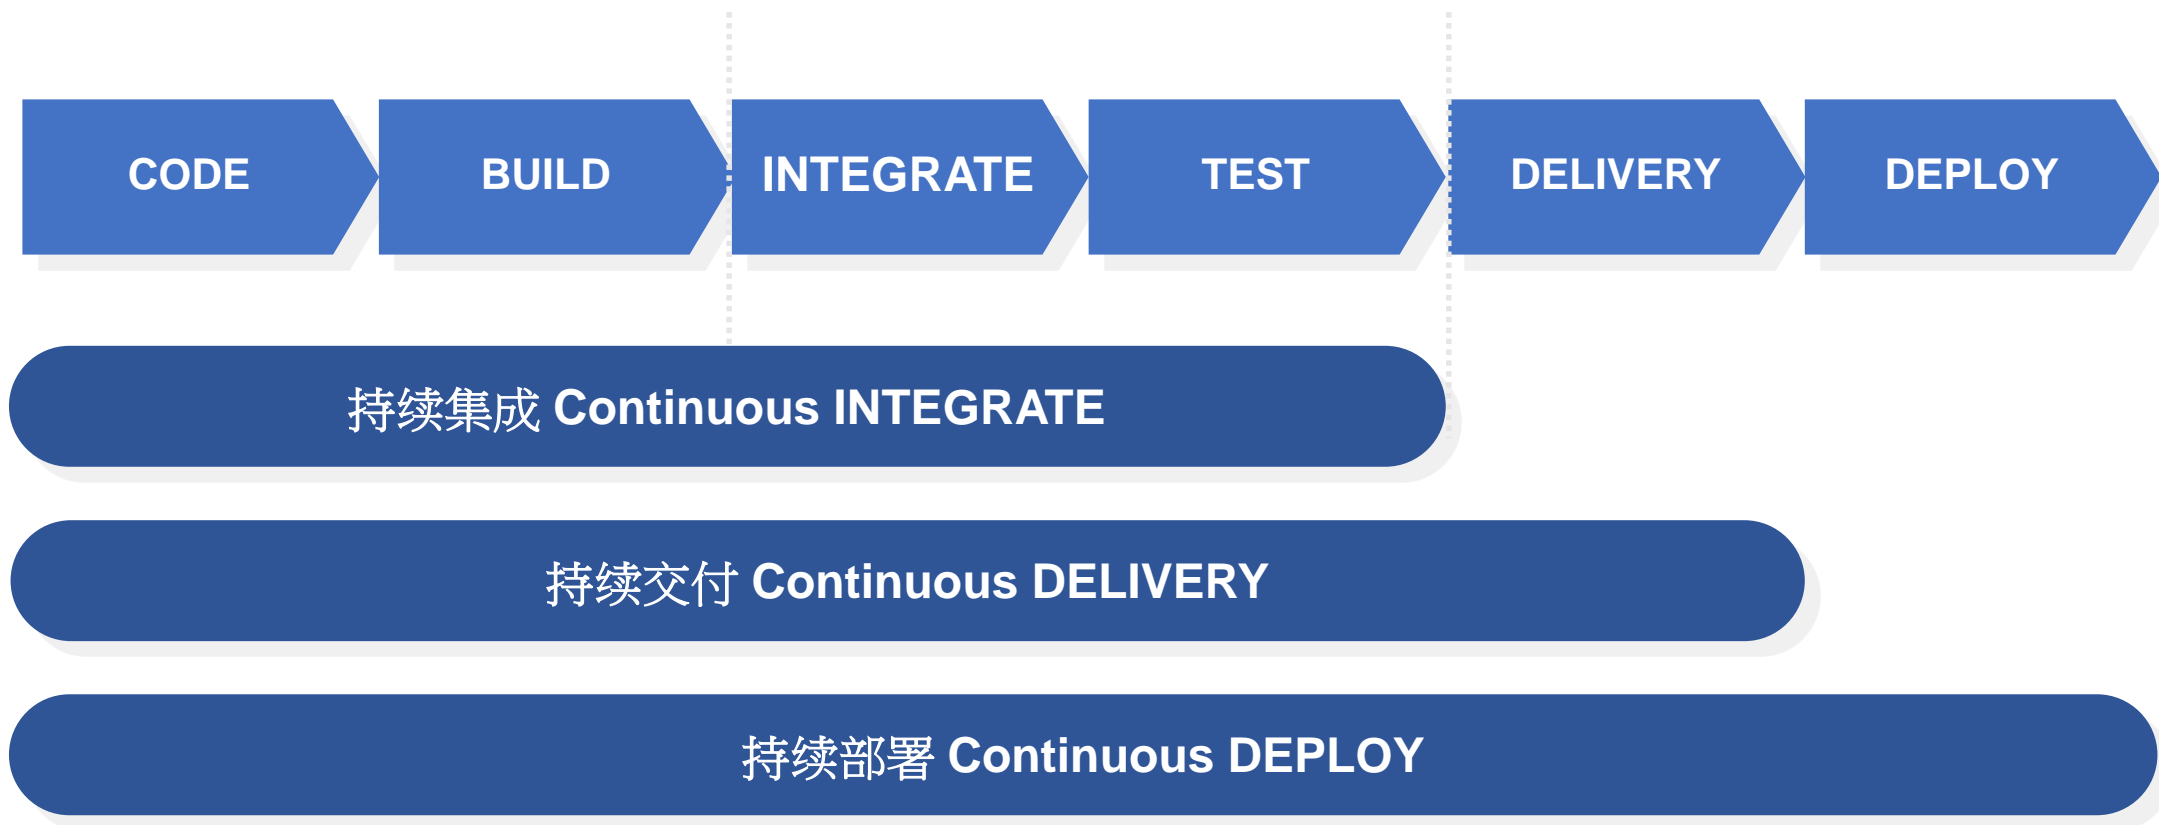 CODE
BUILD
INTEGRATE
TEST
DELIVERY
DEPLOY
持续集成 Continuous INTEGRATE
持续交付 Continuous DELIVERY
持续部署 Continuous DEPLOY